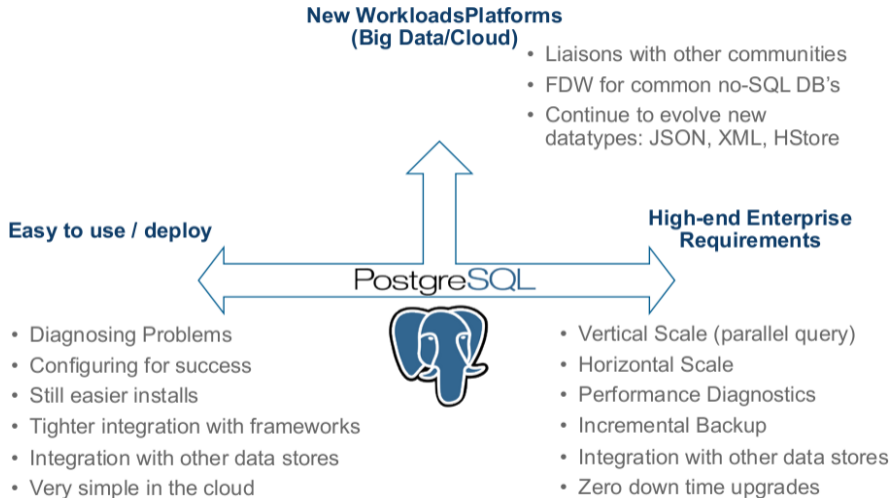 New WorkloadsPlatforms
(Big Data/Cloud)
• Liaisons with other communities
• FDW for common no-SQL DB's
• Continue to evolve new
datatypes: JSON, XML, HStore
Easy to use / deploy
High-end Enterprise
Requirements
PostgreSQL
• Diagnosing Problems
• Configuring for success
• Still easier installs
• Tighter integration with frameworks
• Integration with other data stores
• Very simple in the cloud
• Vertical Scale (parallel query)
• Horizontal Scale
• Performance Diagnostics
• Incremental Backup
• Integration with other data stores
• Zero down time upgrades